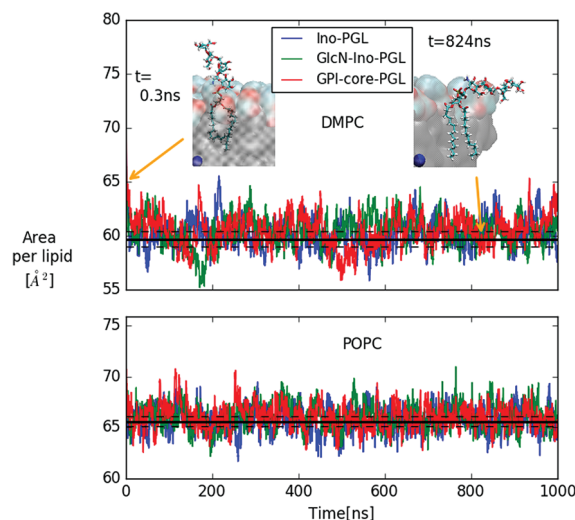 80
75
70
65
60
55
Ino-PGL
GlcN-Ino-PGL
GPI-core-PGL
t=
0.3ns
t=824ns
DMPC
Area
per lipid
[Å²]
75
70
65
60
POPC
0
200
400
600
800
1000
Time[ns]